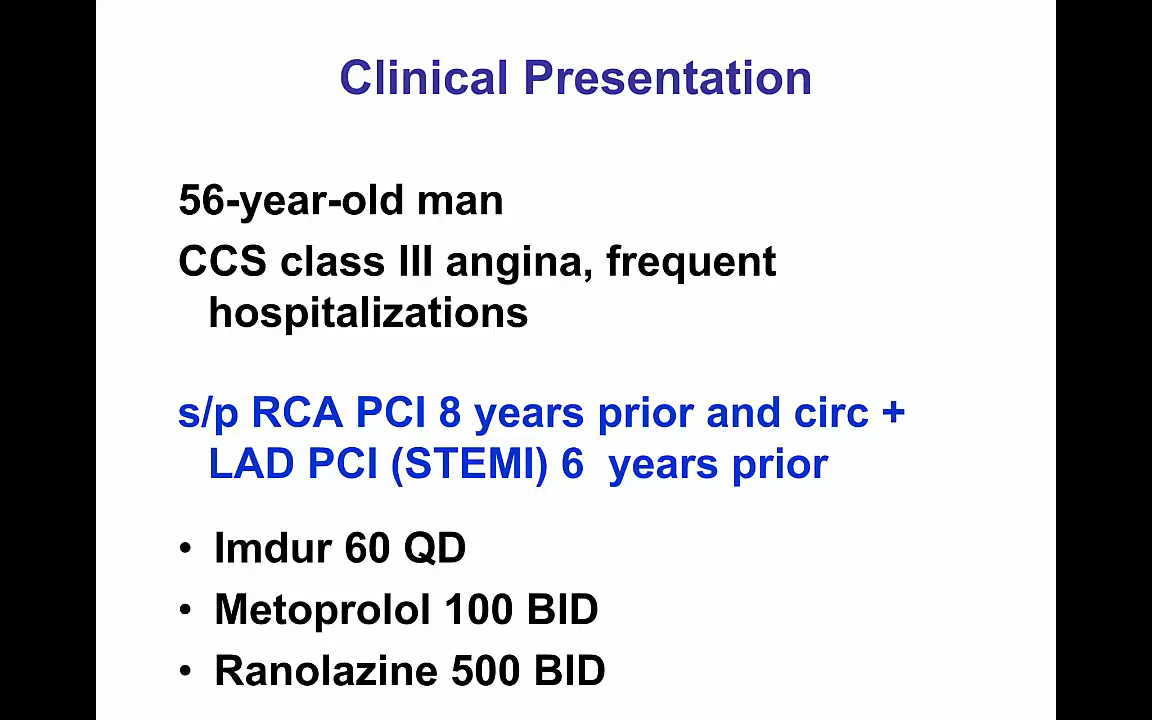 Clinical Presentation
56-year-old man
CCS class III angina, frequent
hospitalizations
s/p RCA PCI 8 years prior and circ +
LAD PCI (STEMI) 6 years prior
• Imdur 60 QD
• Metoprolol 100 BID
• Ranolazine 500 BID